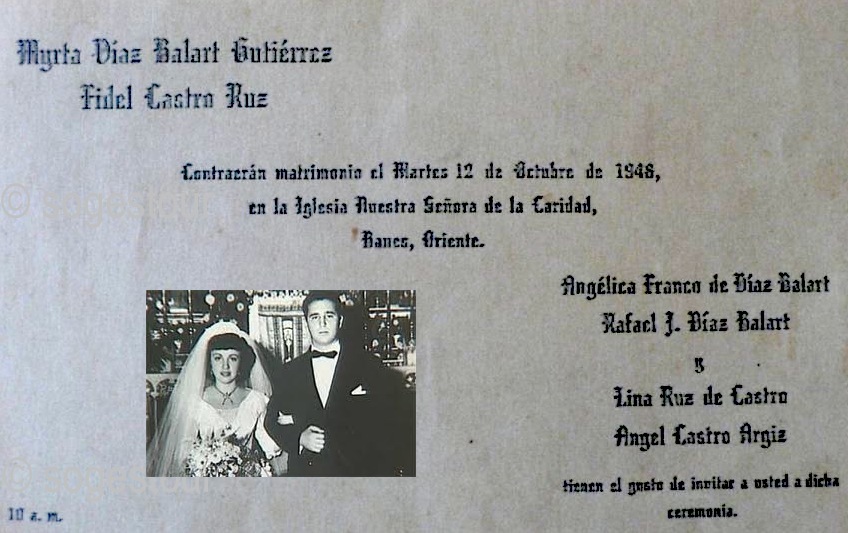 Myrta Díaz Balart Gutiérrez
Fidel Castro Ruz
Contraerán matrimonio el Martes 12 de Octubre de 1948,
en la Iglesia Nuestra Señora de la Caridad,
Banes, Oriente.
Angélica Franco de Díaz Balart
Rafael J. Díaz Balart
y
Lina Ruz de Castro
Angel Castro Argiz
tienen el gusto de invitar a usted a dicha
ceremonia.
10 a. m.